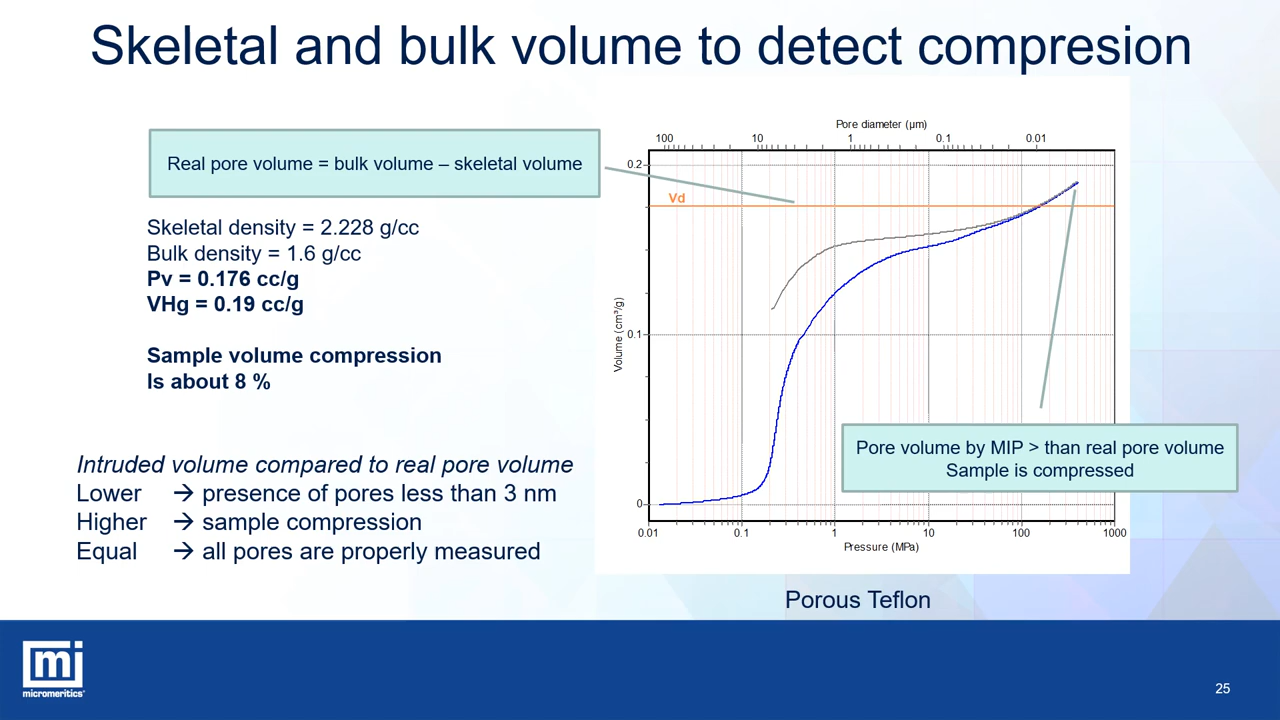 Skeletal and bulk volume to detect compresion
Real pore volume = bulk volume – skeletal volume
Skeletal density = 2.228 g/cc
Bulk density = 1.6 g/cc
Pv = 0.176 cc/g
VHg = 0.19 cc/g
Sample volume compression
Is about 8 %
Intruded volume compared to real pore volume
Lower → presence of pores less than 3 nm
Higher → sample compression
Equal → all pores are properly measured
Pore diameter (µm)
100 10 1 0.1 0.01
0.2
Vd
Volume (cm³/g)
0.1
0
0.01 0.1 1 10 100 1000
Pressure (MPa)
Pore volume by MIP > than real pore volume
Sample is compressed
Porous Teflon
mi
micromeritics®
25